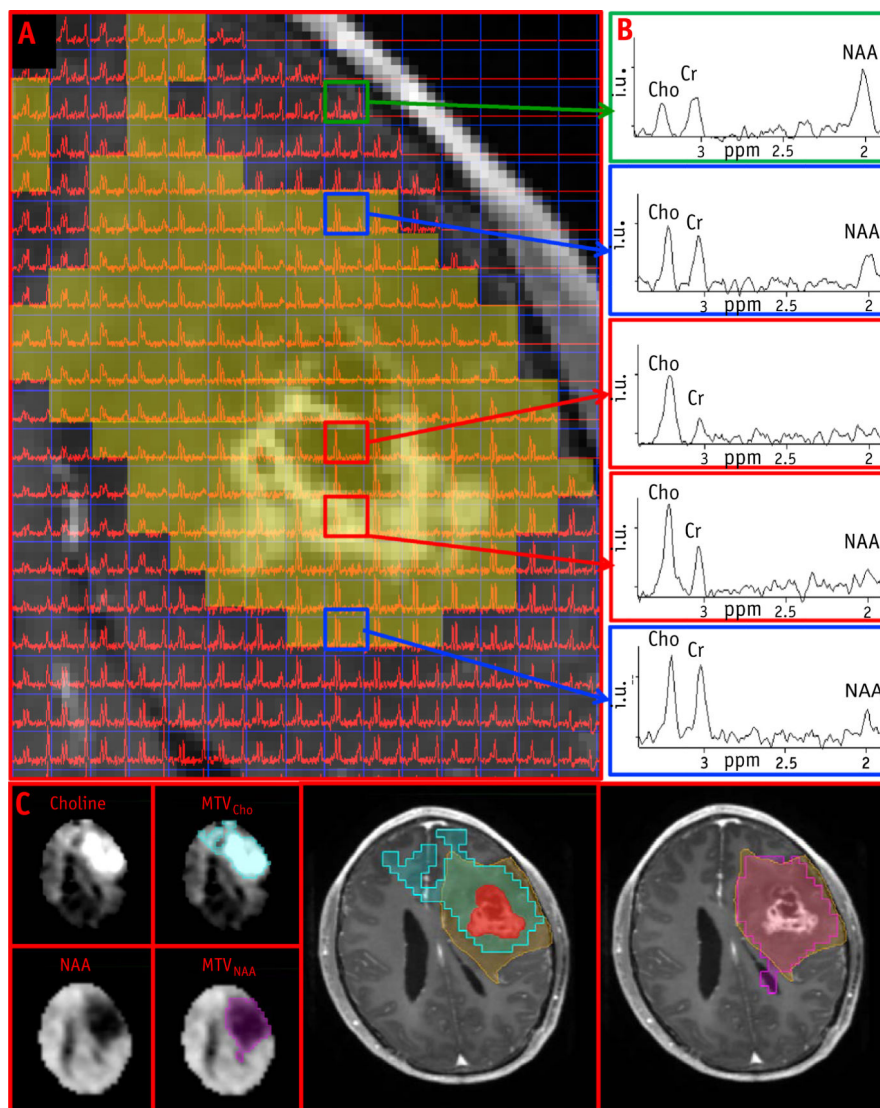 A
B
i.u.
Cho
Cr
NAA
3
ppm
2.5
2
i.u.
Cho
Cr
NAA
3
ppm
2.5
2
i.u.
Cho
Cr
3
ppm
2.5
2
i.u.
Cho
Cr
NAA
3
ppm
2.5
2
i.u.
Cho
Cr
NAA
3
ppm
2.5
2
C
Choline
MTVCho
NAA
MTVNAA